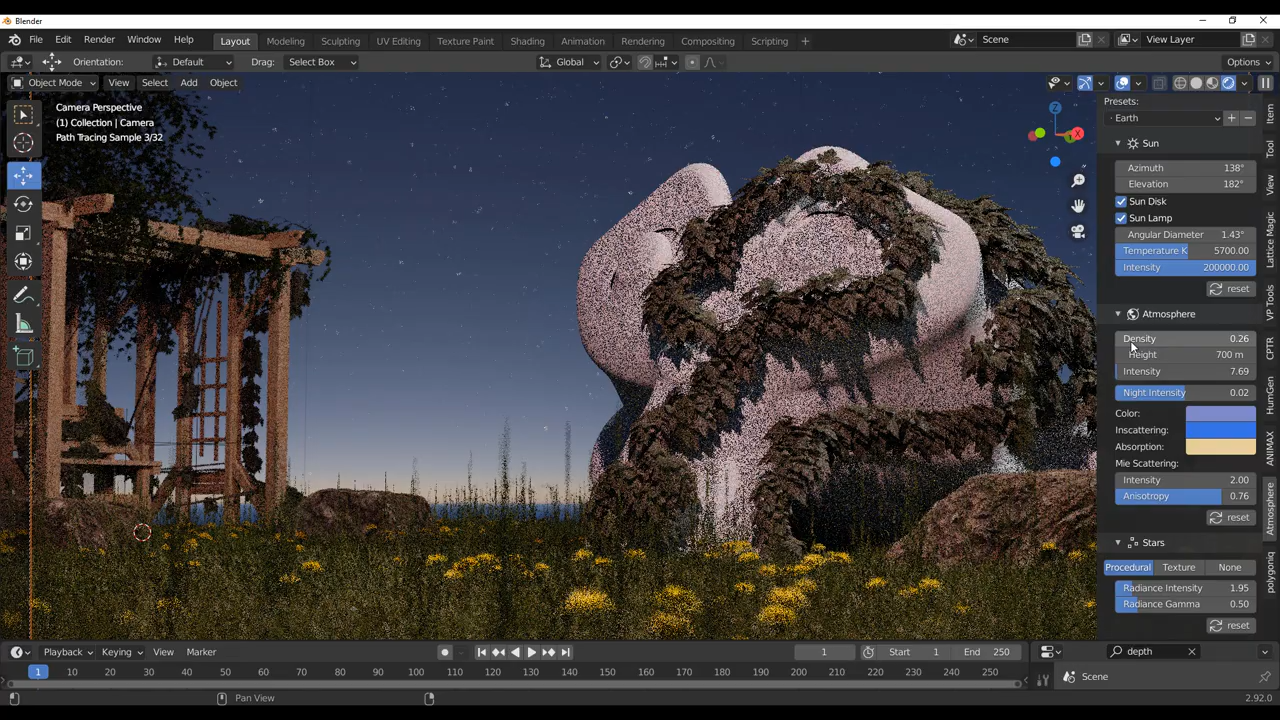 Blender
File Edit Render Window Help
Layout Modeling Sculpting UV Editing Texture Paint Shading Animation Rendering Compositing Scripting +
Scene
View Layer
Orientation: Default Drag: Select Box
Global
Options
Object Mode View Select Add Object
Camera Perspective
(1) Collection | Camera
Path Tracing Sample 3/32
Z
X
Presets:
Earth
Sun
Azimuth 138°
Elevation 182°
Sun Disk
Sun Lamp
Angular Diameter 1.43°
Temperature K 5700.00
Intensity 200000.00
reset
Atmosphere
Density 0.26
Height 700 m
Intensity 7.69
Night Intensity 0.02
Color:
Inscattering:
Absorption:
Mie Scattering:
Intensity 2.00
Anisotropy 0.76
reset
Stars
Procedural Texture None
Radiance Intensity 1.95
Radiance Gamma 0.50
reset
Item
Tool
View
Lattice Magic
VP Tools
CPTR
HumGen
ANIMAX
Atmosphere
polygoniq
Playback Keying View Marker
1
Start 1
End 250
depth
1 10 20 30 40 50 60 70 80 90 100 110 120 130 140 150 160 170 180 190 200 210 220 230 240 250
Scene
Pan View
2.92.0